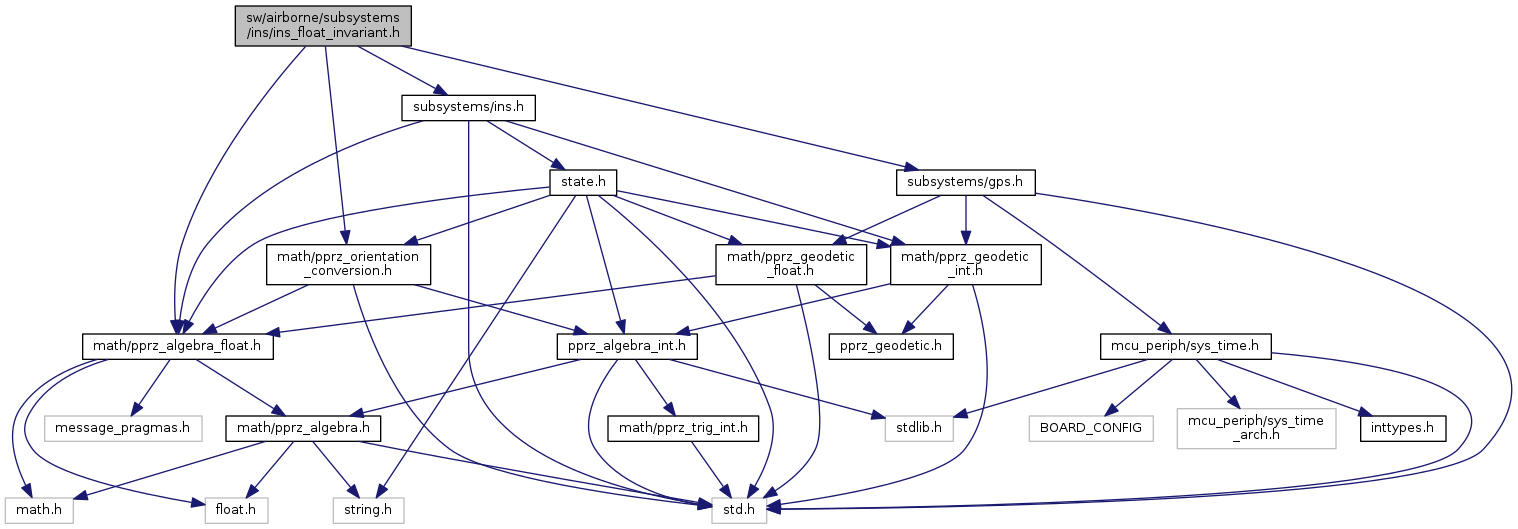 sw/airborne/subsystems
/ins/ins_float_invariant.h
subsystems/ins.h
state.h
subsystems/gps.h
math/pprz_orientation
_conversion.h
math/pprz_geodetic
_float.h
math/pprz_geodetic
_int.h
math/pprz_algebra_float.h
pprz_algebra_int.h
pprz_geodetic.h
mcu_periph/sys_time.h
message_pragmas.h
math/pprz_algebra.h
math/pprz_trig_int.h
stdlib.h
BOARD_CONFIG
mcu_periph/sys_time
_arch.h
inttypes.h
math.h
float.h
string.h
std.h